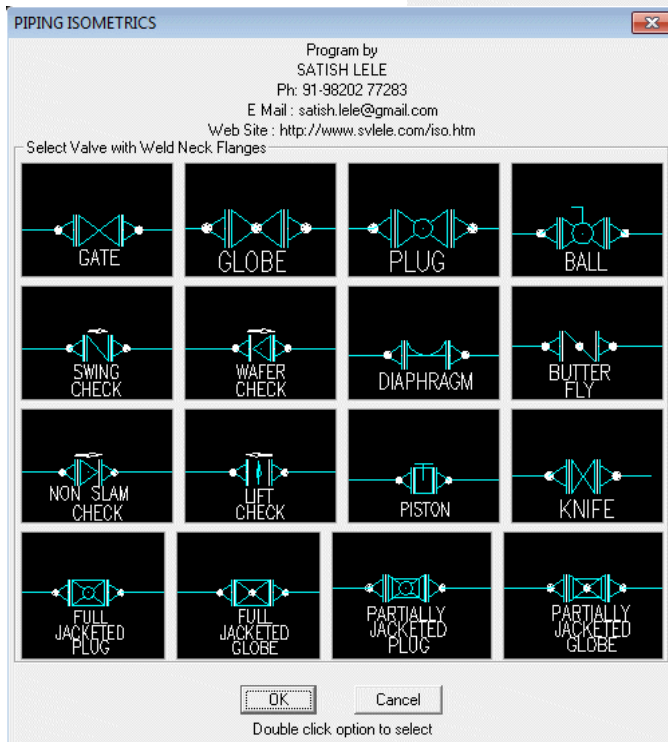 PIPING ISOMETRICS
Program by
SATISH LELE
Ph: 91-98202 77283
E Mail : satish.lele@gmail.com
Web Site : http://www.svlele.com/iso.htm
Select Valve with Weld Neck Flanges
GATE
GLOBE
PLUG
BALL
SWING
CHECK
WAFER
CHECK
DIAPHRAGM
BUTTER
FLY
NON SLAM
CHECK
LIFT
CHECK
PISTON
KNIFE
FULL
JACKETED
PLUG
FULL
JACKETED
GLOBE
PARTIALLY
JACKETED
PLUG
PARTIALLY
JACKETED
GLOBE
OK
Cancel
Double click option to select